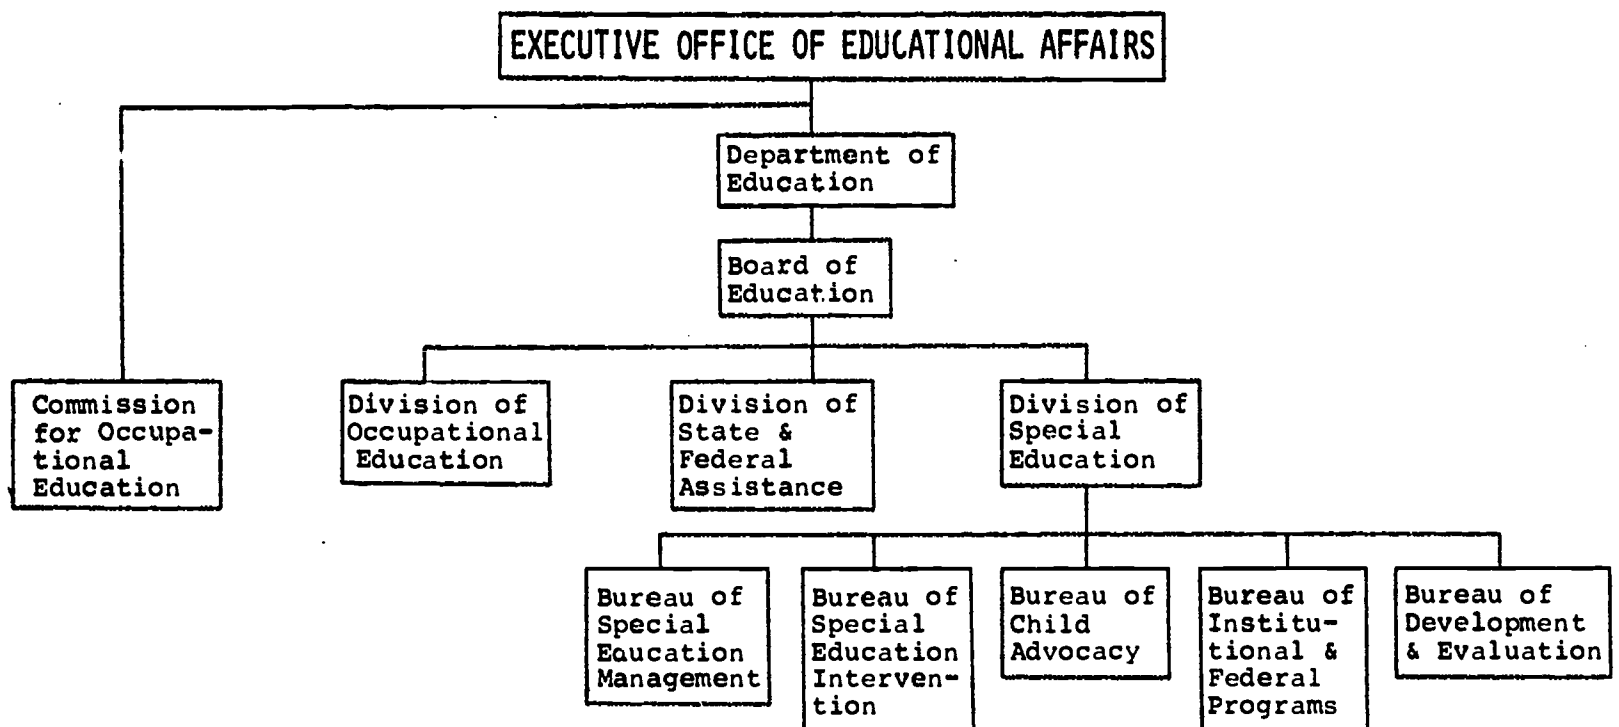 EXECUTIVE OFFICE OF EDUCATIONAL AFFAIRS
Department of
Education
Board of
Education
Commission
for Occupa-
tional
Education
Division of
Occupational
Education
Division of
State &
Federal
Assistance
Division of
Special
Education
Bureau of
Special
Education
Management
Bureau of
Special
Education
Interven-
tion
Bureau of
Child
Advocacy
Bureau of
Institu-
tional &
Federal
Programs
Bureau of
Development
& Evaluation